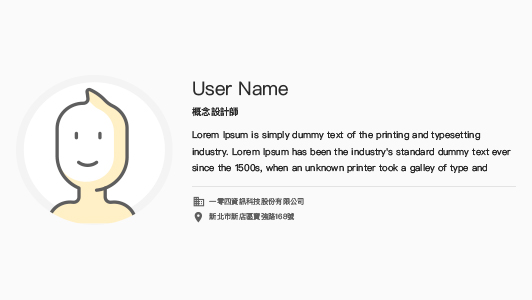 User Name
概念設計師
Lorem Ipsum is simply dummy text of the printing and typesetting
industry. Lorem Ipsum has been the industry's standard dummy text ever
since the 1500s, when an unknown printer took a galley of type and
一零四資訊科技股份有限公司
新北市新店區寶強路168號